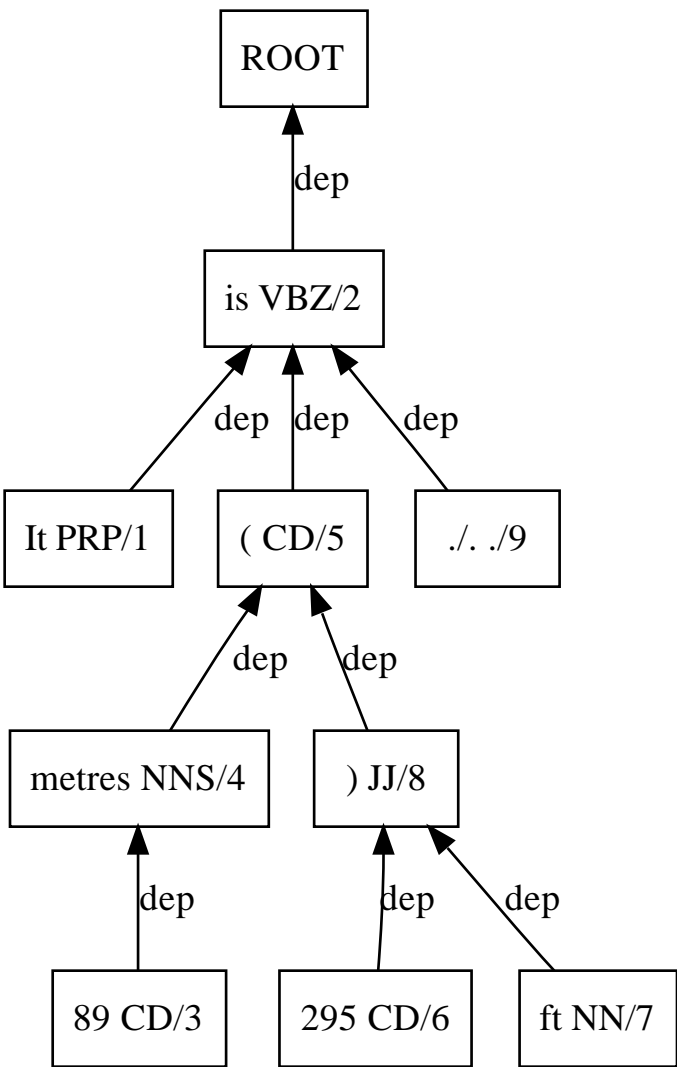 ROOT
dep
is VBZ/2
dep dep dep
It PRP/1 ( CD/5 ./. ./9
dep dep
metres NNS/4 ) JJ/8
dep dep dep
89 CD/3 295 CD/6 ft NN/7